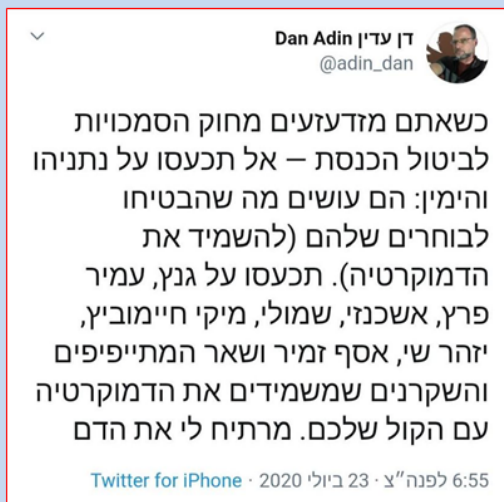 דן עדין Dan Adin
@adin_dan
כשאתם מזדעזעים מחוק הסמכויות
לביטול הכנסת – אל תכעסו על נתניהו
והימין: הם עושים מה שהבטיחו
לבוחרים שלהם (להשמיד את
הדמוקרטיה). תכעסו על גנץ, עמיר
פרץ, אשכנזי, שמולי, מיקי חיימוביץ,
יזהר שי, אסף זמיר ושאר המתייפיפים
והשקרנים שמשמידים את הדמוקרטיה
עם הקול שלכם. מרתיח לי את הדם
6:55 לפנה״צ · 23 ביולי 2020 · Twitter for iPhone